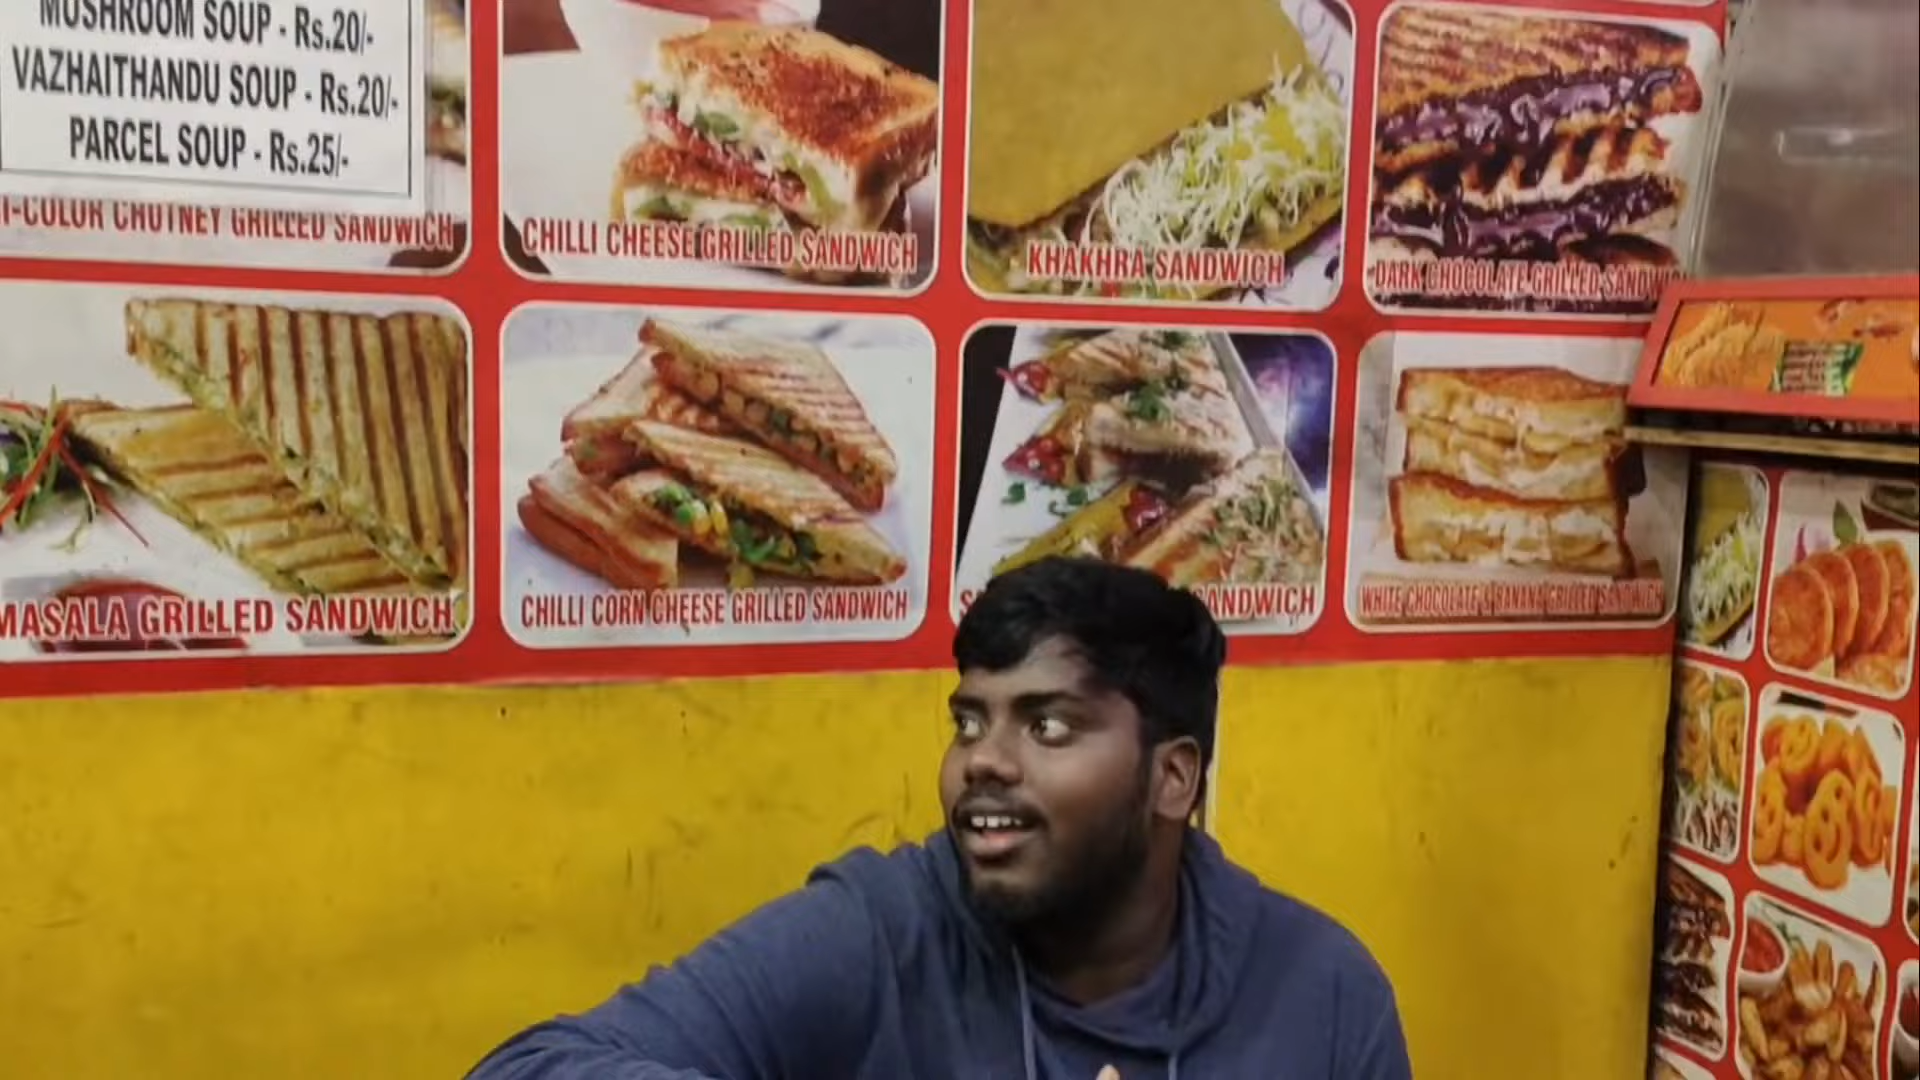 MUSHROOM SOUP - Rs.20/-
VAZHAITHANDU SOUP - Rs.20/-
PARCEL SOUP - Rs.25/-
I-COLOR CHUTNEY GRILLED SANDWICH
CHILLI CHEESE GRILLED SANDWICH
KHAKHRA SANDWICH
DARK CHOCOLATE GRILLED SANDWIC
MASALA GRILLED SANDWICH
CHILLI CORN CHEESE GRILLED SANDWICH
SANDWICH
WHITE CHOCOLATE & BANANA GRILLED SANDWICH